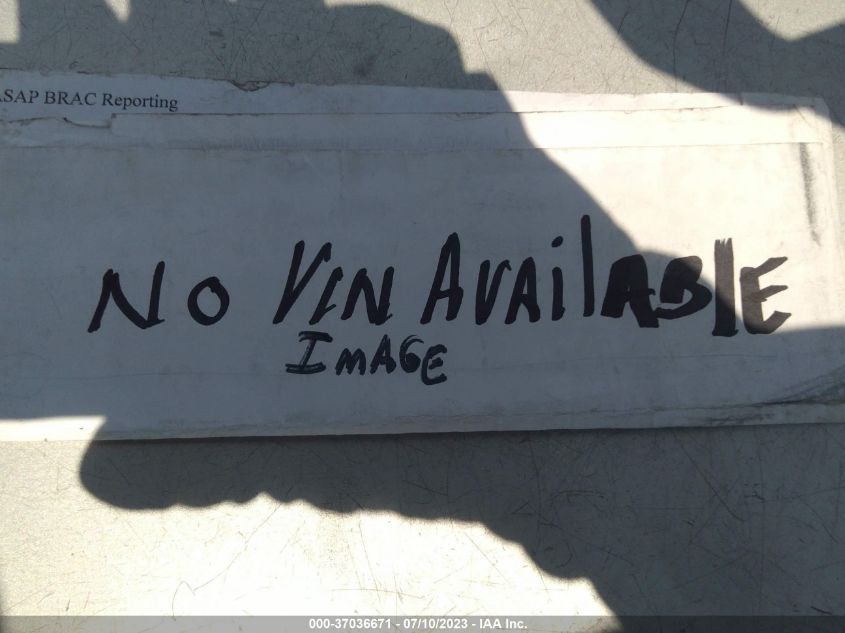 ASAP BRAC Reporting
No VIN AvailABlE
ImAGE
000-37036671 - 07/10/2023 - IAA Inc.